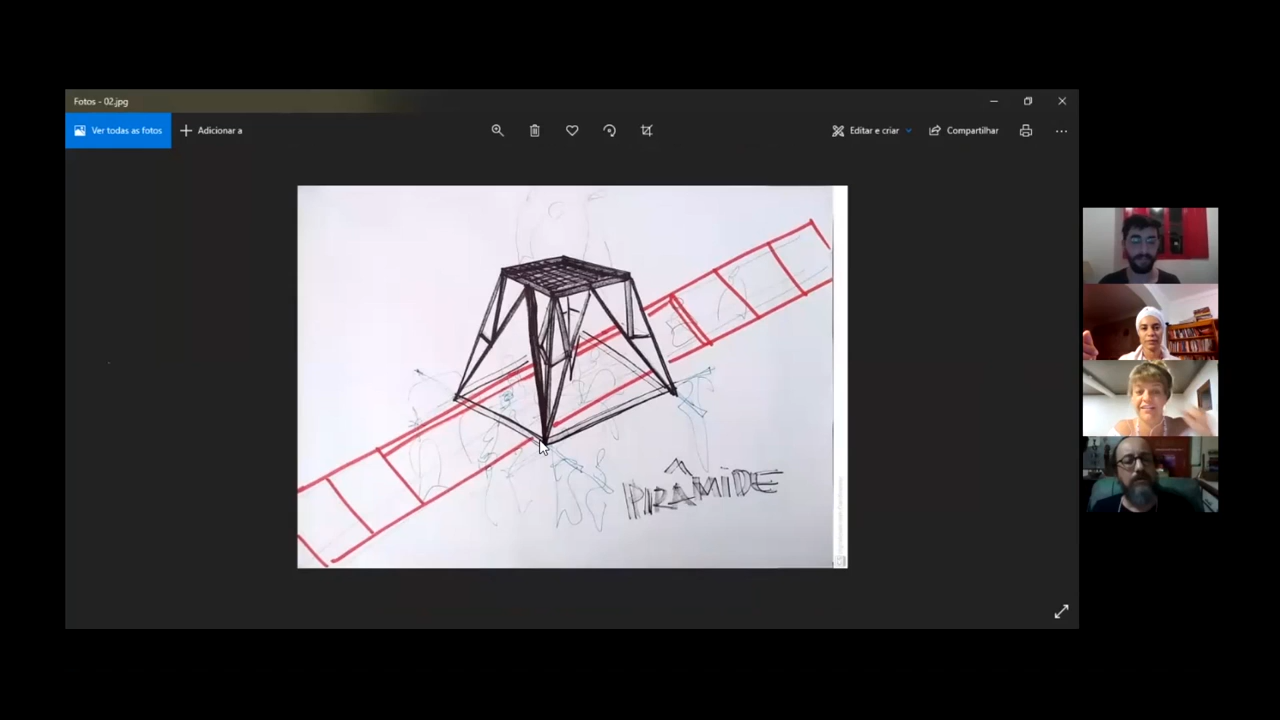 Fotos - 02.jpg
Ver todas as fotos
Adicionar a
Editar e criar
Compartilhar
PIRÂMIDE